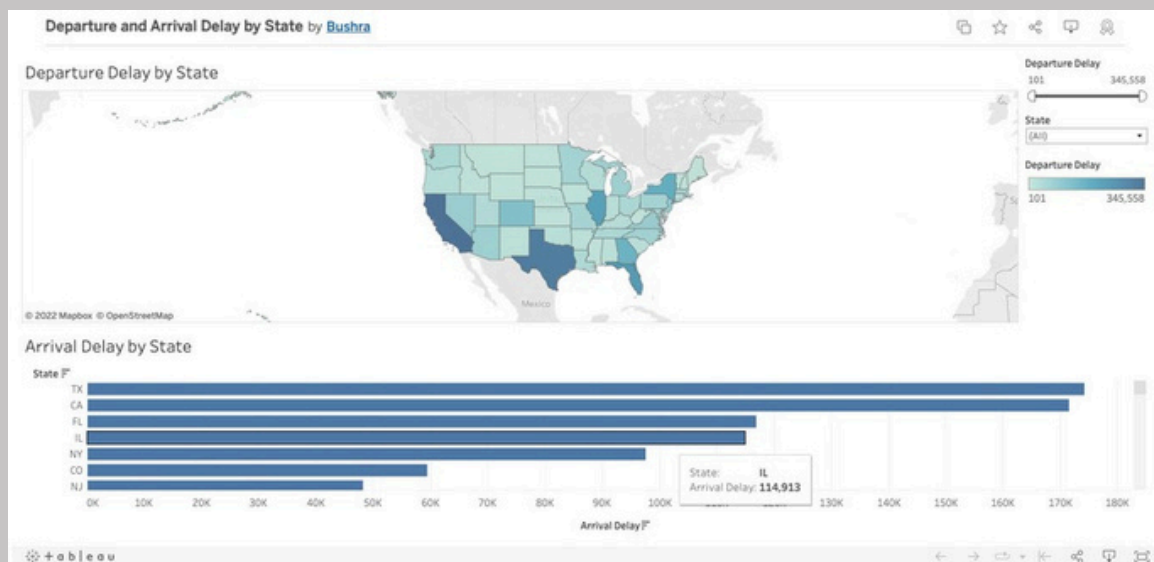 Departure and Arrival Delay by State by Bushra
Departure Delay by State
Departure Delay
101 345,558
State
(All)
Departure Delay
101 345,558
Mexico
© 2022 Mapbox © OpenStreetMap
Arrival Delay by State
State
TX
CA
FL
IL
NY
CO
NJ
State: IL
Arrival Delay: 114,913
0K 10K 20K 30K 40K 50K 60K 70K 80K 90K 100K 130K 140K 150K 160K 170K 180K
Arrival Delay
+ a b l e a u